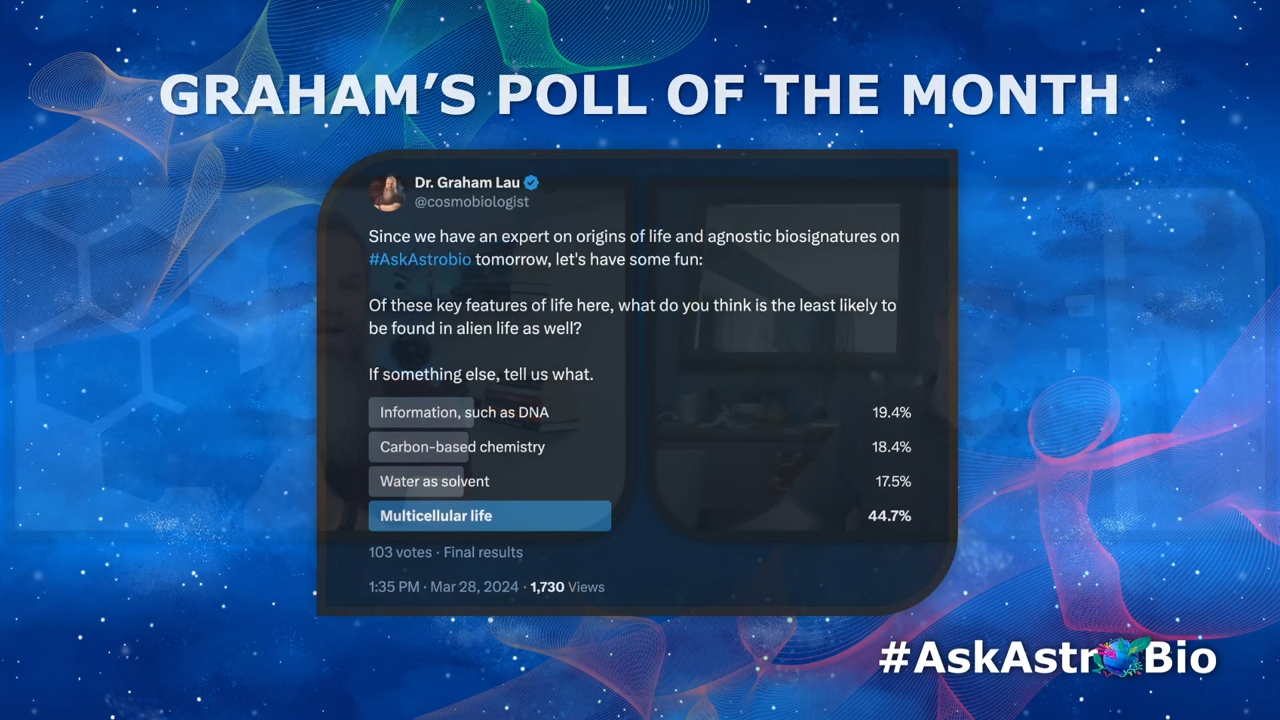 GRAHAM’S POLL OF THE MONTH
Dr. Graham Lau
@cosmobiologist
Since we have an expert on origins of life and agnostic biosignatures on
#AskAstrobio tomorrow, let's have some fun:
Of these key features of life here, what do you think is the least likely to
be found in alien life as well?
If something else, tell us what.
Information, such as DNA 19.4%
Carbon-based chemistry 18.4%
Water as solvent 17.5%
Multicellular life 44.7%
103 votes · Final results
1:35 PM · Mar 28, 2024 · 1,730 Views
#AskAstroBio